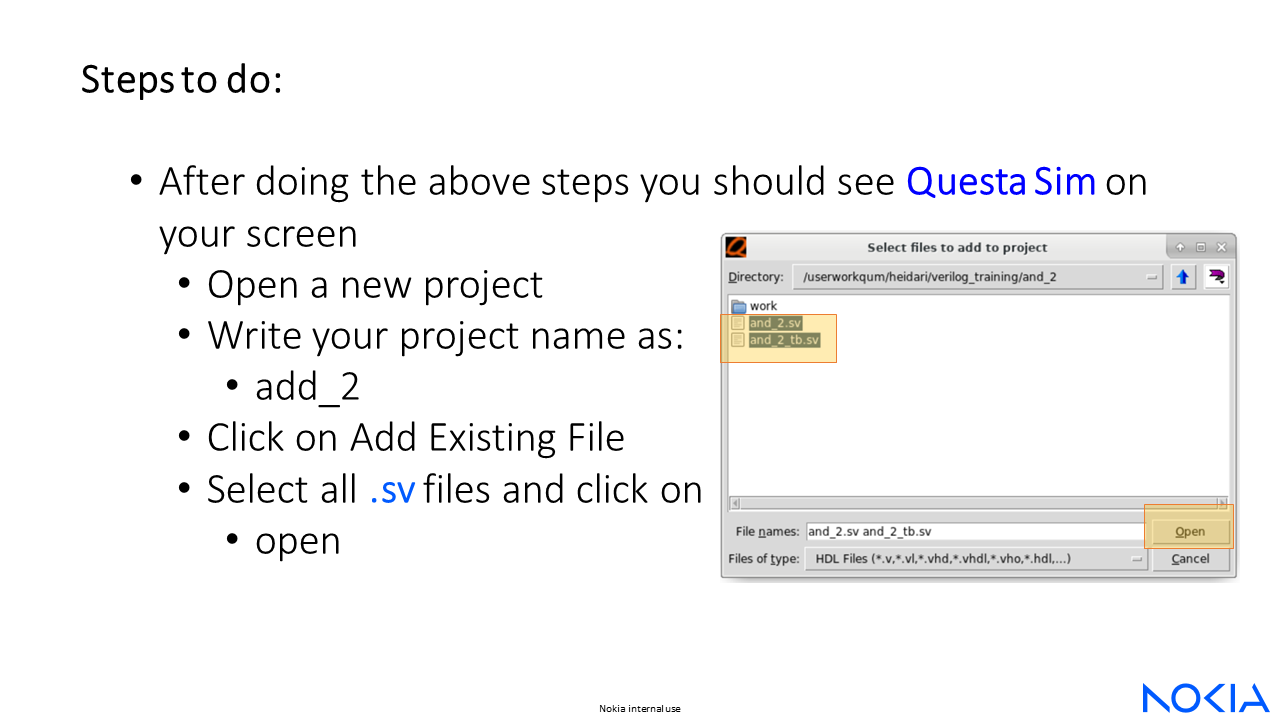 Steps to do:
• After doing the above steps you should see Questa Sim on
your screen
• Open a new project
• Write your project name as:
• add_2
• Click on Add Existing File
• Select all .sv files and click on
• open
Select files to add to project
Directory: /userworkqum/heidari/verilog_training/and_2
work
and_2.sv
and_2_tb.sv
File names: and_2.sv and_2_tb.sv Open
Files of type: HDL Files (*.v,*.vl,*.vhd,*.vhdl,*.vho,*.hdl,...) Cancel
Nokia internal use
NOKIA